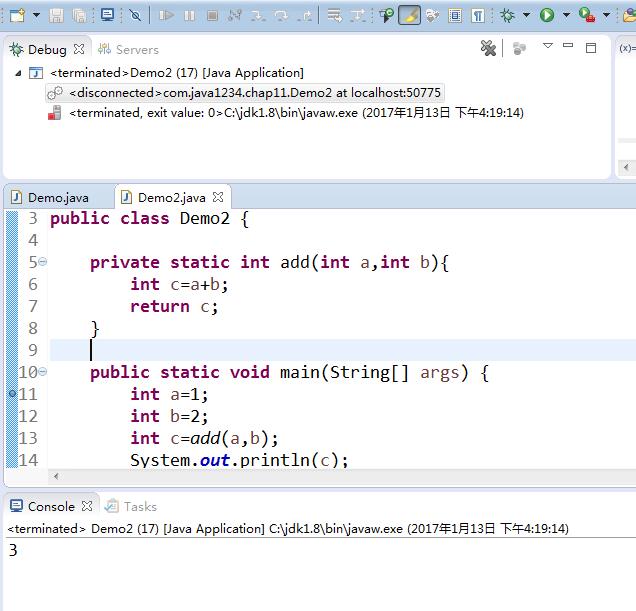 (x)=
Debug
Servers
<terminated>Demo2 (17) [Java Application]
<disconnected>com.java1234.chap11.Demo2 at localhost:50775
<terminated, exit value: 0>C:\jdk1.8\bin\javaw.exe (2017年1月13日 下午4:19:14)
Demo.java
Demo2.java
3 public class Demo2 {
4
5 private static int add(int a,int b){
6 int c=a+b;
7 return c;
8 }
9
10 public static void main(String[] args) {
11 int a=1;
12 int b=2;
13 int c=add(a,b);
14 System.out.println(c);
Console
Tasks
<terminated> Demo2 (17) [Java Application] C:\jdk1.8\bin\javaw.exe (2017年1月13日 下午4:19:14)
3